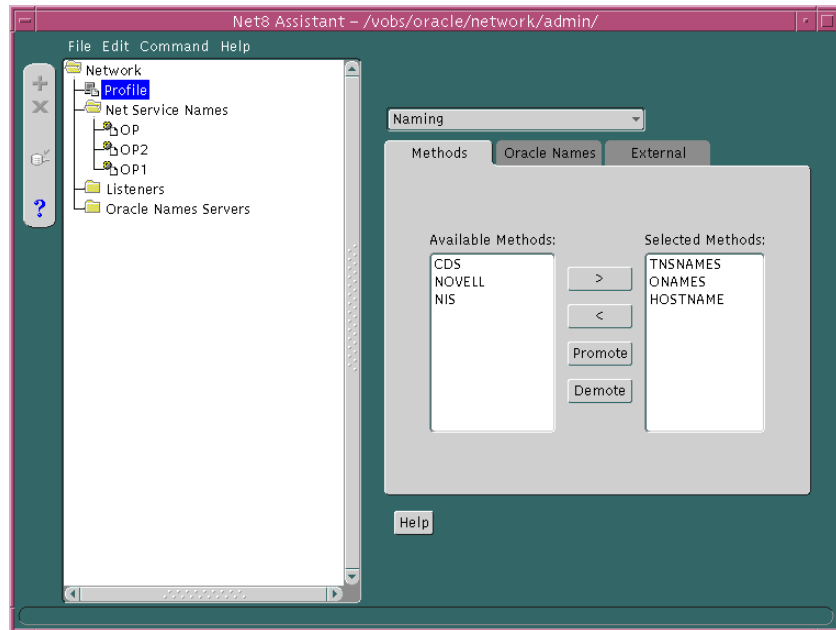 Net8 Assistant – /vobs/oracle/network/admin/
File Edit Command Help
Network
Profile
Net Service Names
OP
OP2
OP1
Listeners
Oracle Names Servers
?
Naming
Methods Oracle Names External
Available Methods:
CDS
NOVELL
NIS
>
<
Promote
Demote
Selected Methods:
TNSNAMES
ONAMES
HOSTNAME
Help